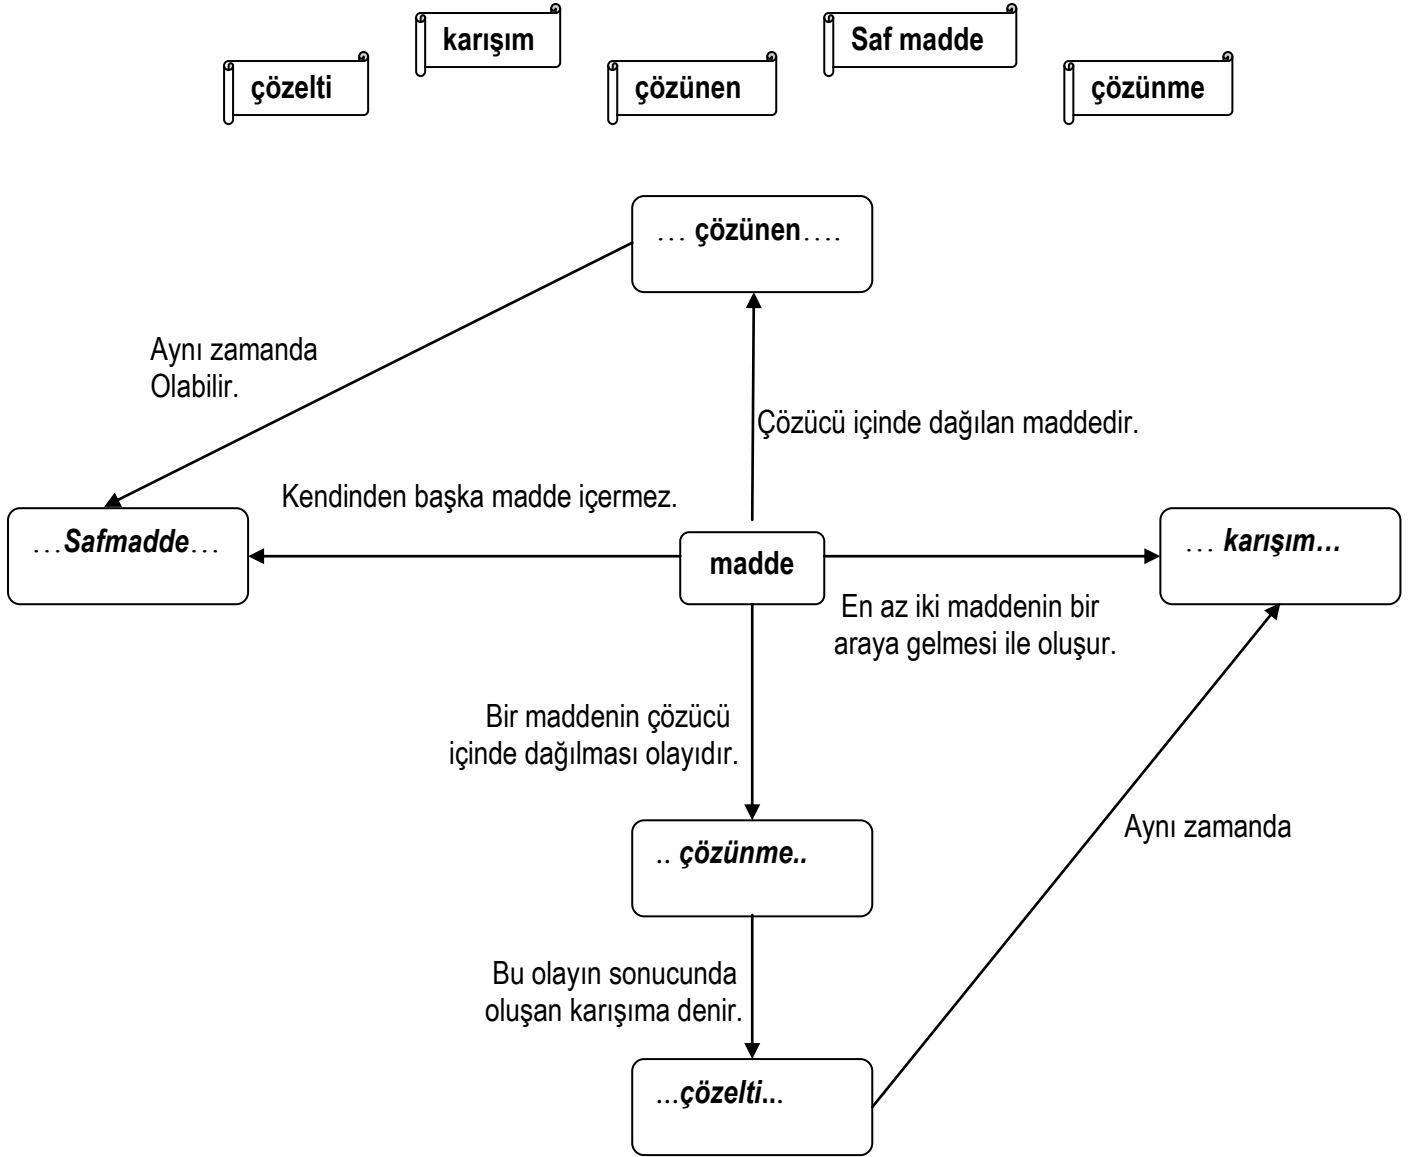 karışım
Saf madde
çözelti
çözünen
çözünme
... çözünen....
Aynı zamanda
Olabilir.
Çözücü içinde dağılan maddedir.
Kendinden başka madde içermez.
...Safmadde...
madde
... karışım...
En az iki maddenin bir
araya gelmesi ile oluşur.
Bir maddenin çözücü
içinde dağılması olayıdır.
Aynı zamanda
.. çözünme..
Bu olayın sonucunda
oluşan karışıma denir.
...çözelti...